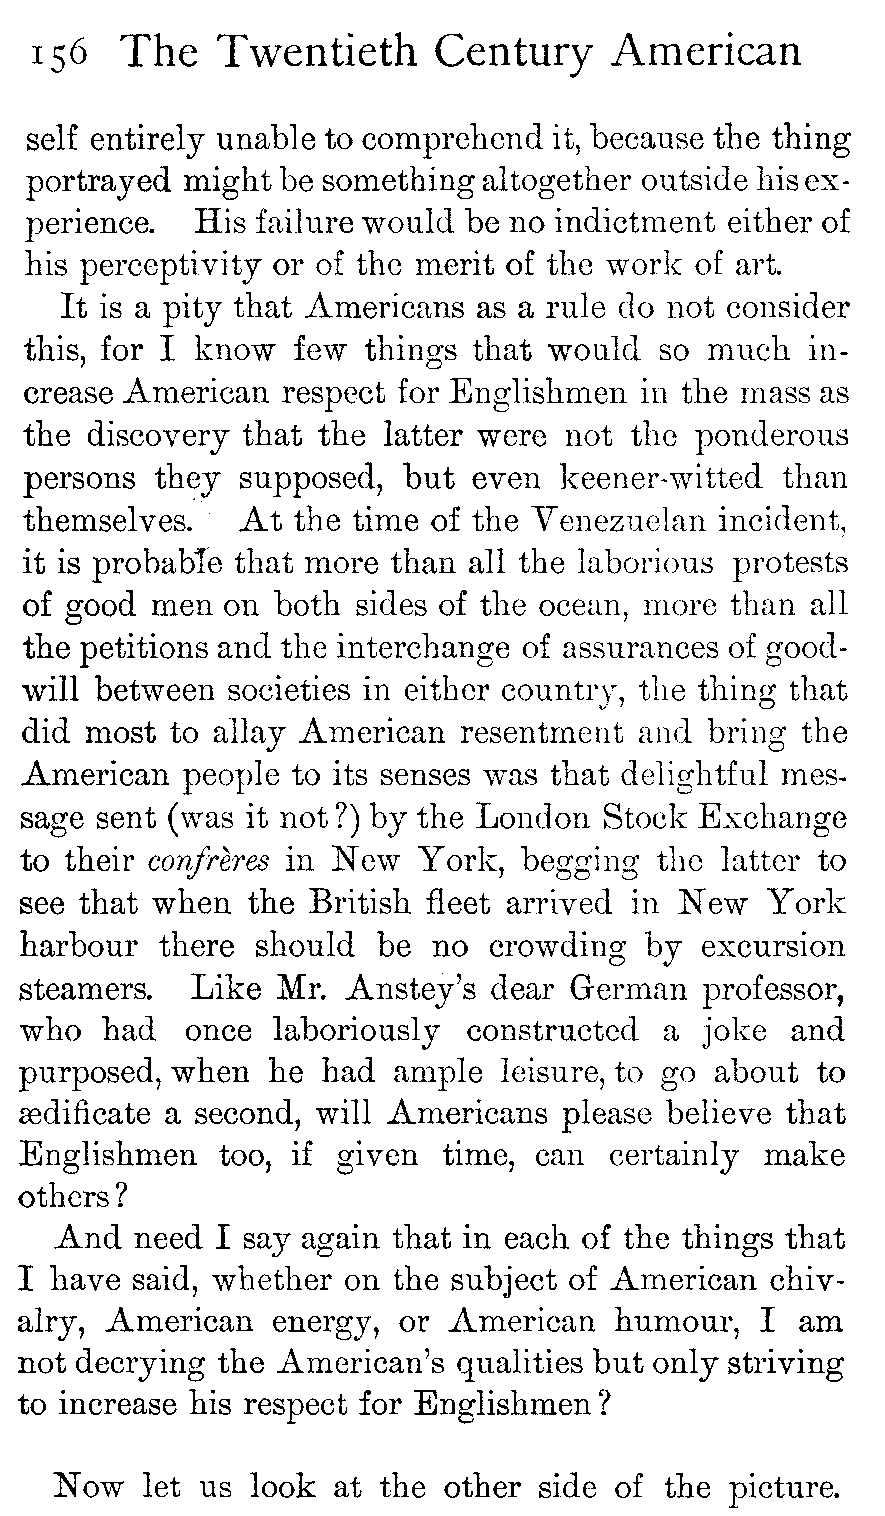 156 The Twentieth Century American
self entirely unable to comprehend it, because the thing
portrayed might be something altogether outside his ex-
perience. His failure would be no indictment either of
his perceptivity or of the merit of the work of art.
It is a pity that Americans as a rule do not consider
this, for I know few things that would so much in-
crease American respect for Englishmen in the mass as
the discovery that the latter were not the ponderous
persons they supposed, but even keener-witted than
themselves. At the time of the Venezuelan incident,
it is probable that more than all the laborious protests
of good men on both sides of the ocean, more than all
the petitions and the interchange of assurances of good-
will between societies in either country, the thing that
did most to allay American resentment and bring the
American people to its senses was that delightful mes-
sage sent (was it not?) by the London Stock Exchange
to their confrères in New York, begging the latter to
see that when the British fleet arrived in New York
harbour there should be no crowding by excursion
steamers. Like Mr. Anstey's dear German professor,
who had once laboriously constructed a joke and
purposed, when he had ample leisure, to go about to
ædificate a second, will Americans please believe that
Englishmen too, if given time, can certainly make
others?
And need I say again that in each of the things that
I have said, whether on the subject of American chiv-
alry, American energy, or American humour, I am
not decrying the American's qualities but only striving
to increase his respect for Englishmen?
Now let us look at the other side of the picture.